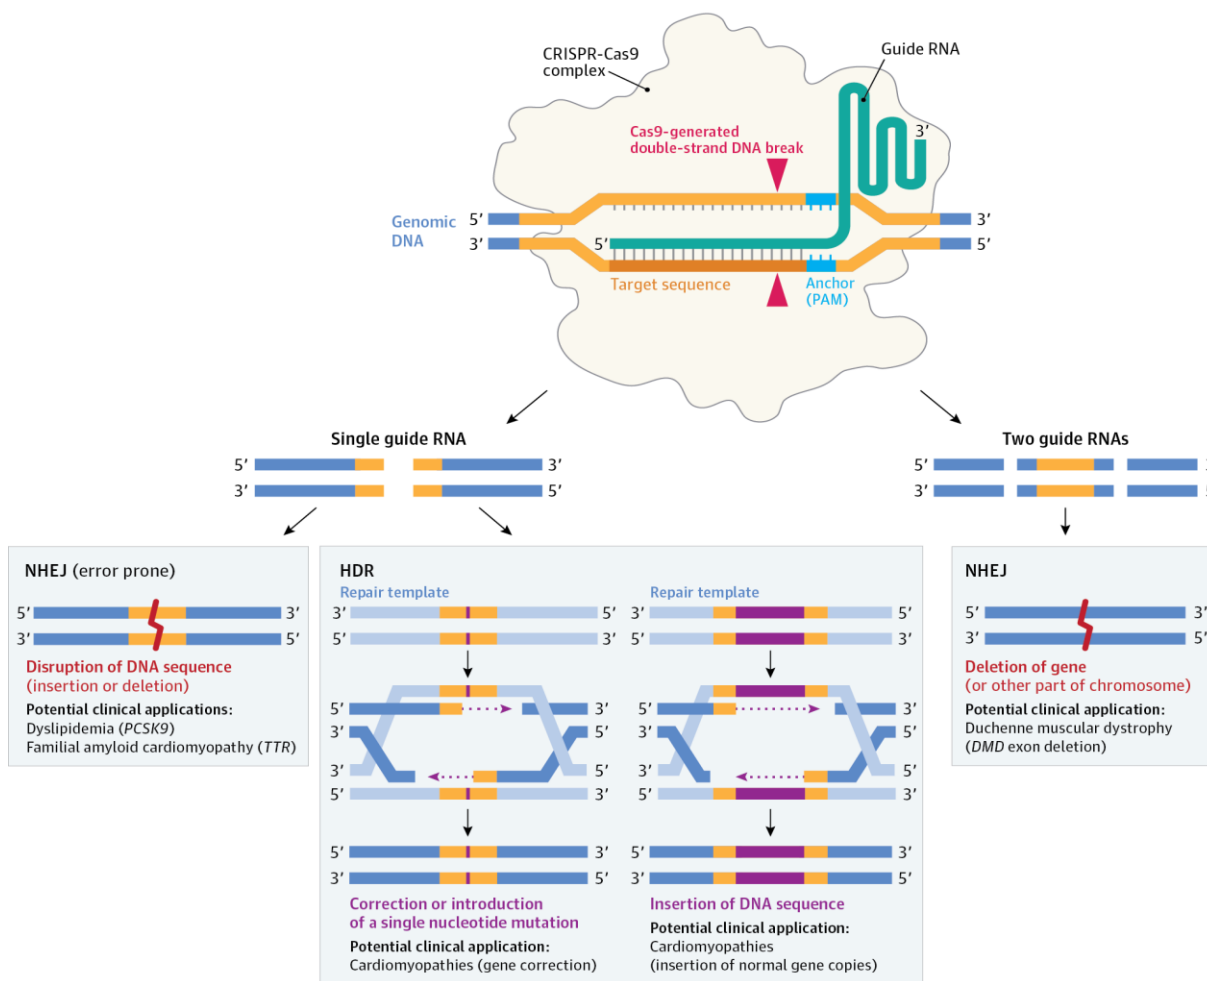 CRISPR-Cas9
complex
Guide RNA
Cas9-generated
double-strand DNA break
3′
Genomic
DNA
5′ 3′
3′ 5′ 5′
Target sequence
Anchor
(PAM)
Single guide RNA
5′ 3′
3′ 5′
Two guide RNAs
5′
3′
NHEJ (error prone)
5′ 3′
3′ 5′
Disruption of DNA sequence
(insertion or deletion)
Potential clinical applications:
Dyslipidemia (PCSK9)
Familial amyloid cardiomyopathy (TTR)
HDR
Repair template
3′ 5′
5′ 3′
5′ 3′
3′ 5′
3′ 5′
5′ 3′
5′ 3′
3′ 5′
Correction or introduction
of a single nucleotide mutation
Potential clinical application:
Cardiomyopathies (gene correction)
Repair template
3′ 5′
5′ 3′
5′ 3′
3′ 5′
3′ 5′
5′ 3′
5′ 3′
3′ 5′
Insertion of DNA sequence
Potential clinical application:
Cardiomyopathies
(insertion of normal gene copies)
NHEJ
5′ 3′
3′ 5′
Deletion of gene
(or other part of chromosome)
Potential clinical application:
Duchenne muscular dystrophy
(DMD exon deletion)